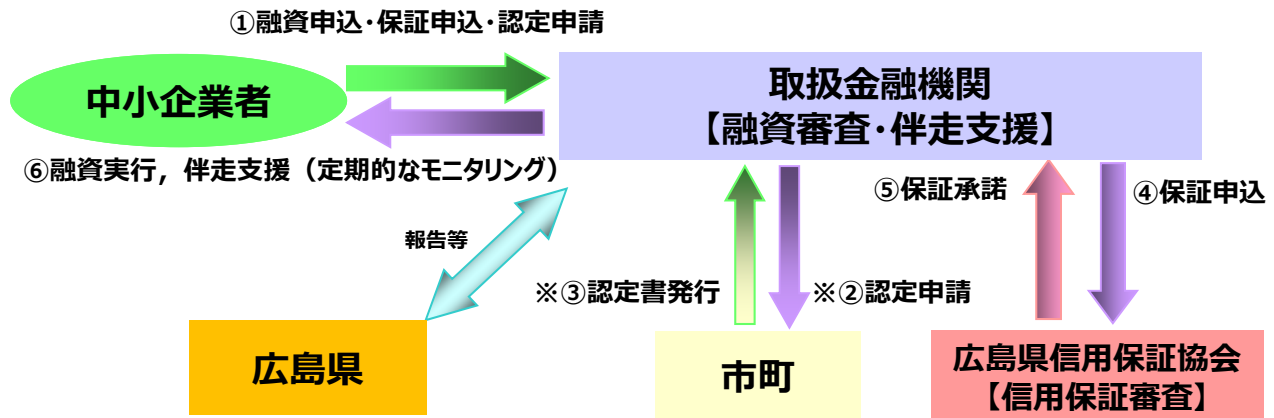 ①融資申込・保証申込・認定申請
中小企業者
取扱金融機関
【融資審査・伴走支援】
⑥融資実行，伴走支援（定期的なモニタリング）
⑤保証承諾
④保証申込
報告等
※③認定書発行
※②認定申請
広島県
市町
広島県信用保証協会
【信用保証審査】